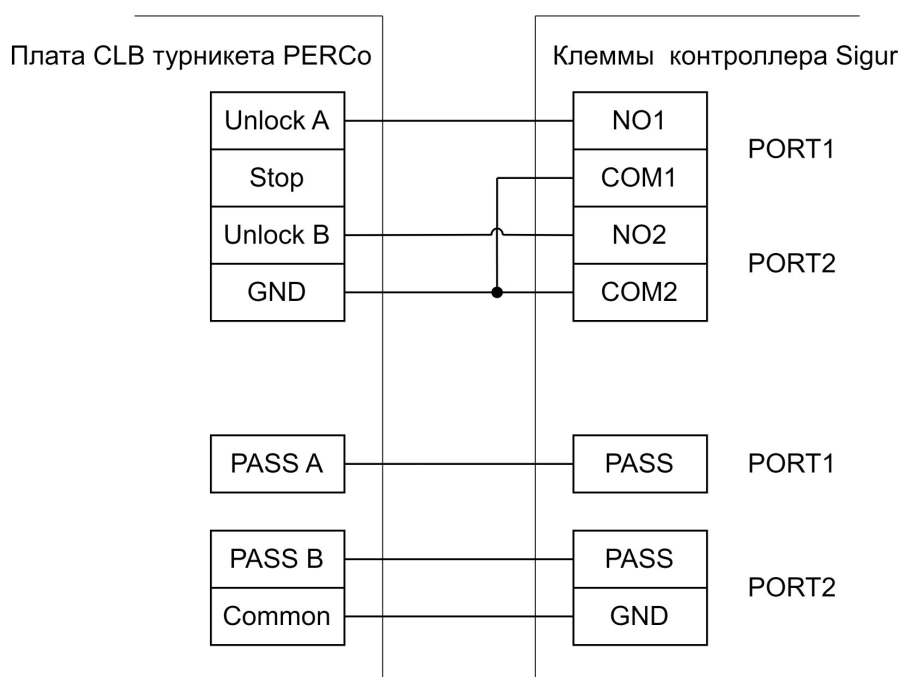 Плата CLB турникета PERCo
Клеммы контроллера Sigur
Unlock A
NO1
PORT1
Stop
COM1
Unlock B
NO2
PORT2
GND
COM2
PASS A
PASS
PORT1
PASS B
PASS
PORT2
Common
GND